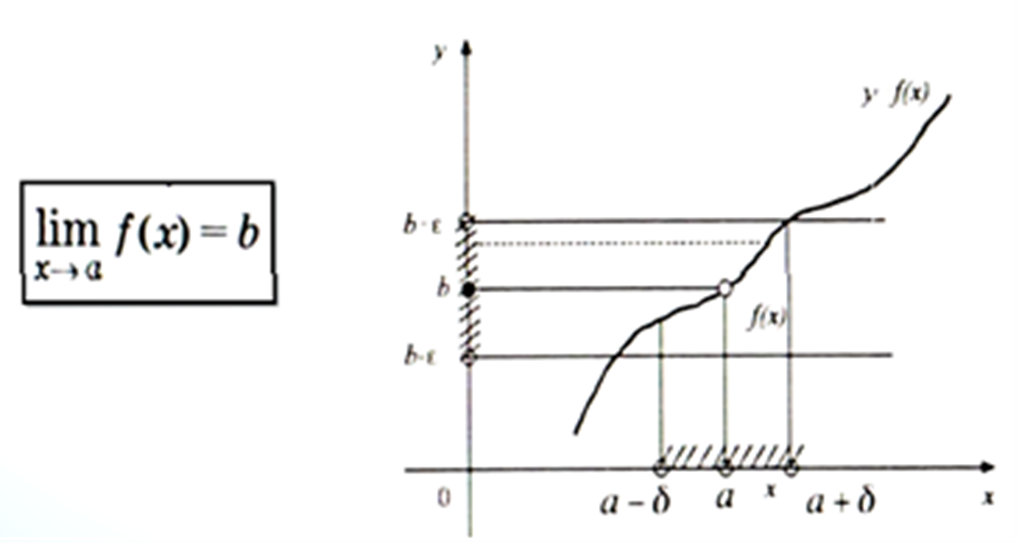 lim f(x) = b
x→a
y
y f(x)
b-ε
b
f(x)
b-ε
0
a − δ
a
x
a + δ
x